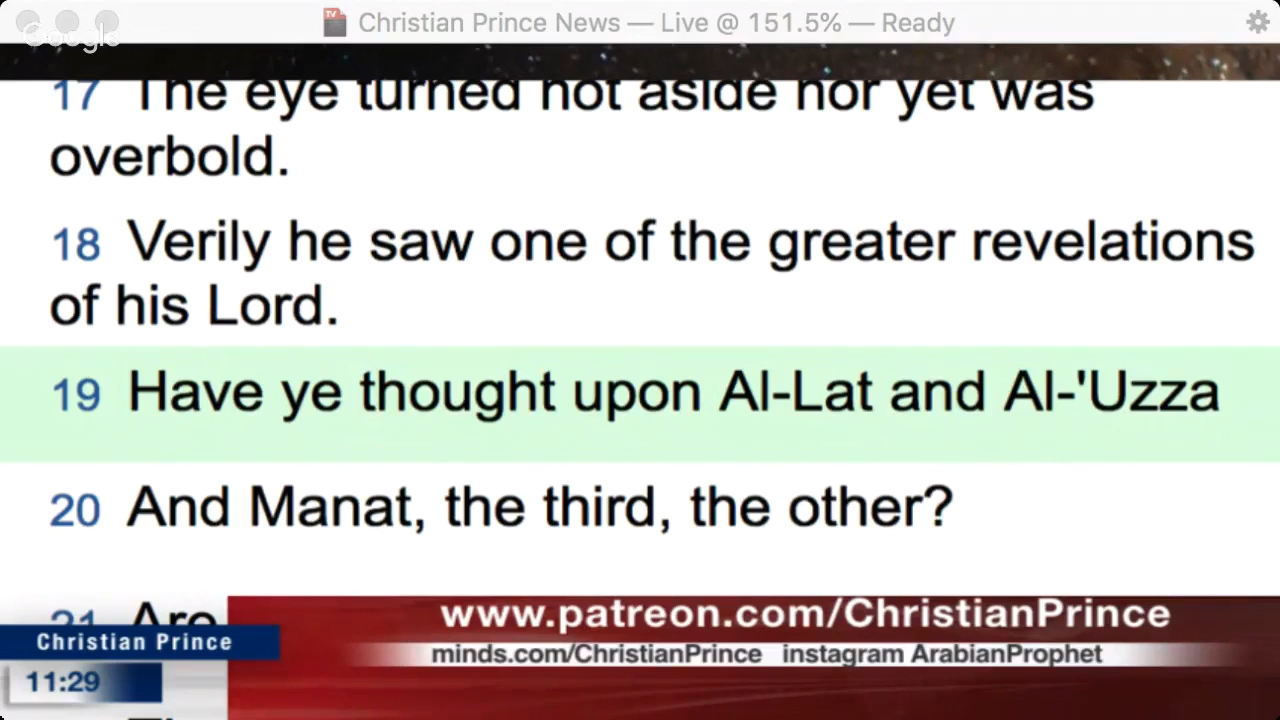 Christian Prince News — Live @ 151.5% — Ready
Google
17 The eye turned not aside nor yet was
overbold.
18 Verily he saw one of the greater revelations
of his Lord.
19 Have ye thought upon Al-Lat and Al-'Uzza
20 And Manat, the third, the other?
21 Are
www.patreon.com/ChristianPrince
Christian Prince
minds.com/ChristianPrince instagram ArabianProphet
11:29